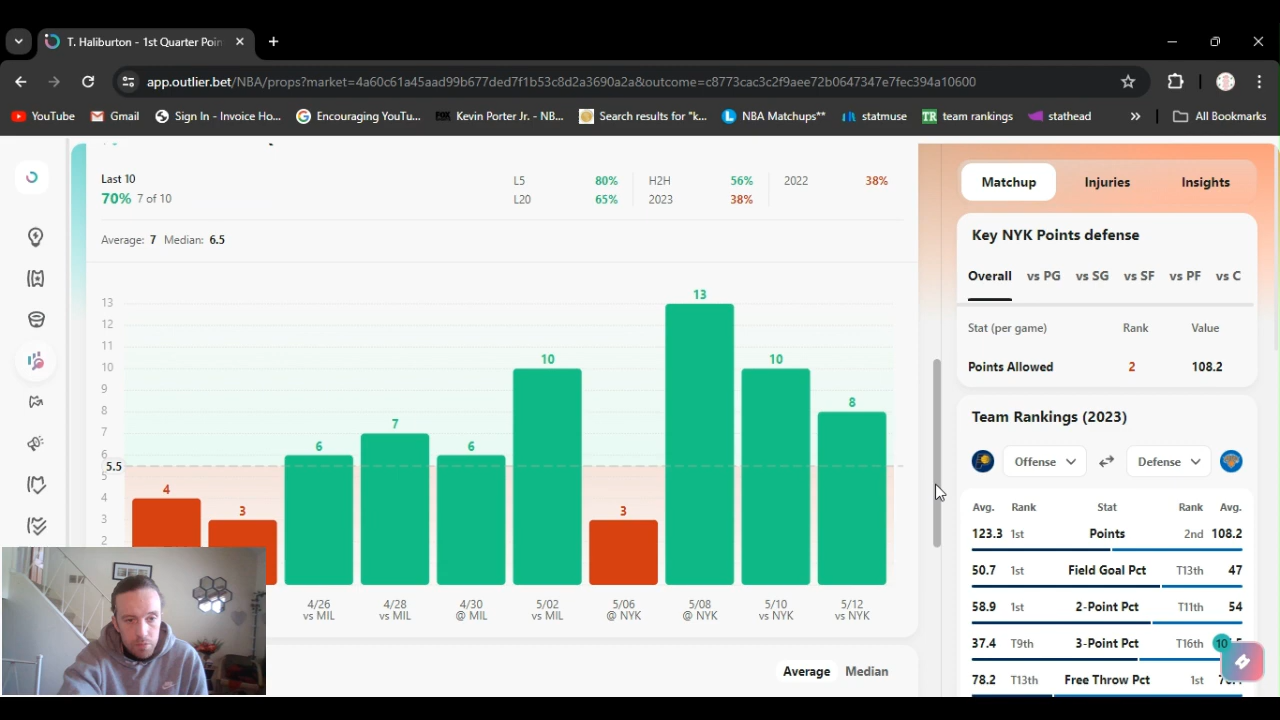 T. Haliburton - 1st Quarter Poin
app.outlier.bet/NBA/props?market=4a60c61a45aad99b677ded7f1b53c8d2a3690a2a&outcome=c8773cac3c2f9aee72b0647347e7fec394a10600
YouTube Gmail Sign In - Invoice Ho... Encouraging YouTu... Kevin Porter Jr. - NB... Search results for "k... NBA Matchups** statmuse team rankings stathead » All Bookmarks
Last 10
70% 7 of 10
L5 80% H2H 56% 2022 38%
L20 65% 2023 38%
Average: 7 Median: 6.5
13
12
11
10
9
8
7
6
5.5
5
4
3
2
4 3 6 7 6 10 3 13 10 8
4/26 4/28 4/30 5/02 5/06 5/08 5/10 5/12
vs MIL vs MIL @ MIL vs MIL @ NYK @ NYK vs NYK vs NYK
Average Median
Matchup Injuries Insights
Key NYK Points defense
Overall vs PG vs SG vs SF vs PF vs C
Stat (per game) Rank Value
Points Allowed 2 108.2
Team Rankings (2023)
Offense Defense
Avg. Rank Stat Rank Avg.
123.3 1st Points 2nd 108.2
50.7 1st Field Goal Pct T13th 47
58.9 1st 2-Point Pct T11th 54
37.4 T9th 3-Point Pct T16th
78.2 T13th Free Throw Pct 1st